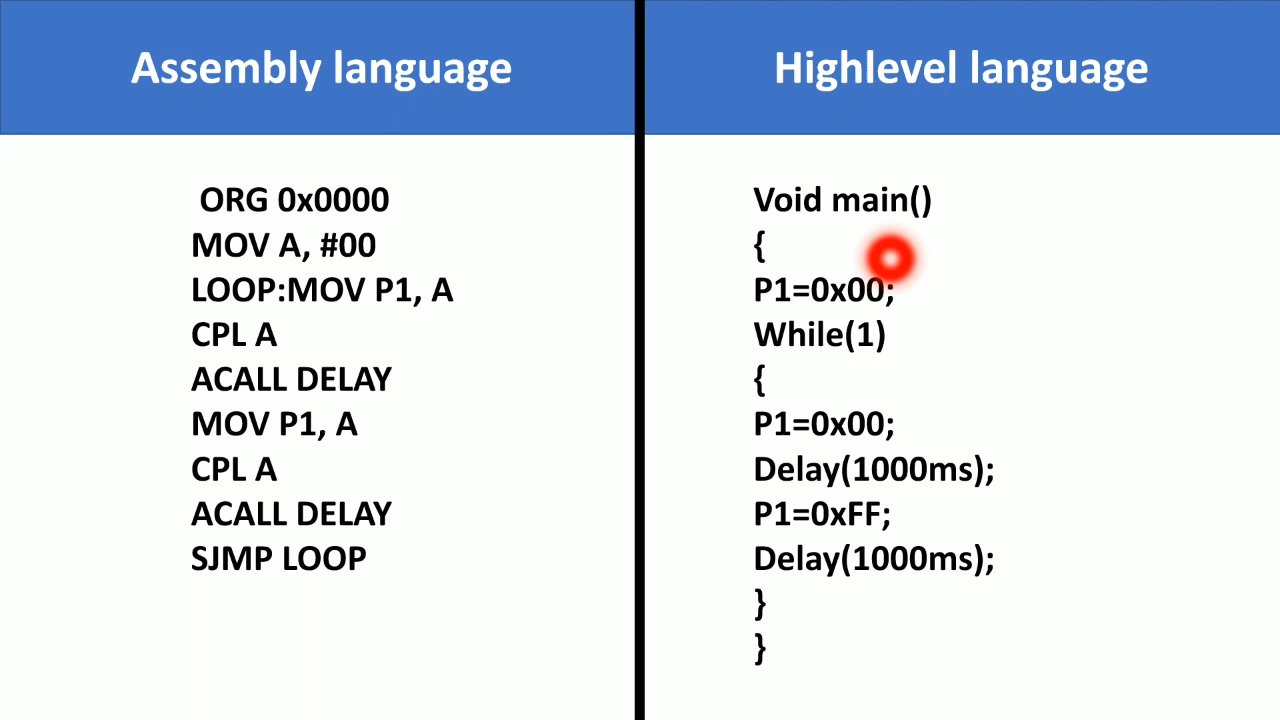 Assembly language
ORG 0x0000
MOV A, #00
LOOP:MOV P1, A
CPL A
ACALL DELAY
MOV P1, A
CPL A
ACALL DELAY
SJMP LOOP
Highlevel language
Void main()
{
P1=0x00;
While(1)
{
P1=0x00;
Delay(1000ms);
P1=0xFF;
Delay(1000ms);
}
}